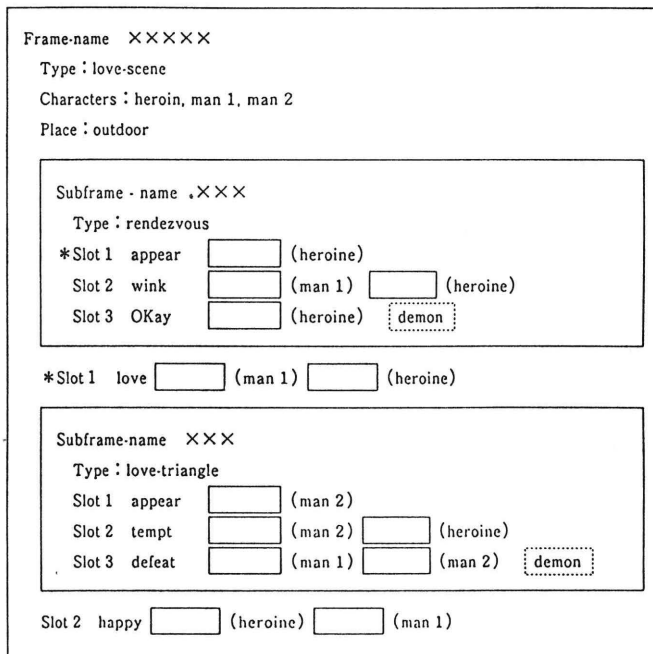 Frame-name ×××××
Type : love-scene
Characters : heroin, man 1, man 2
Place : outdoor
Subframe - name ×××
Type : rendezvous
*Slot 1 appear (heroine)
Slot 2 wink (man 1) (heroine)
Slot 3 OKay (heroine) demon
*Slot 1 love (man 1) (heroine)
Subframe-name ×××
Type : love-triangle
Slot 1 appear (man 2)
Slot 2 tempt (man 2) (heroine)
Slot 3 defeat (man 1) (man 2) demon
Slot 2 happy (heroine) (man 1)